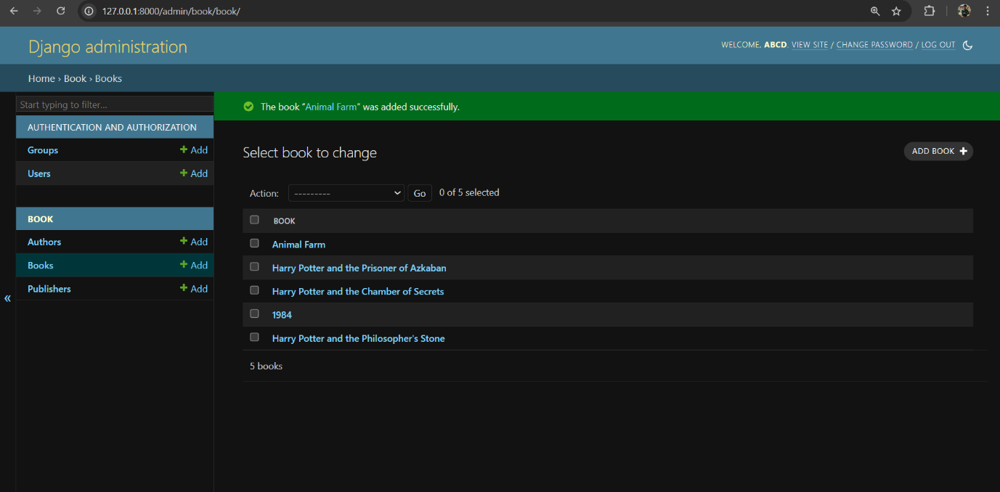 127.0.0.1:8000/admin/book/book/
Django administration
WELCOME, ABCD. VIEW SITE / CHANGE PASSWORD / LOG OUT
Home › Book › Books
Start typing to filter...
AUTHENTICATION AND AUTHORIZATION
Groups + Add
Users + Add
BOOK
Authors + Add
Books + Add
Publishers + Add
«
The book “Animal Farm” was added successfully.
Select book to change
ADD BOOK +
Action: --------- Go 0 of 5 selected
BOOK
Animal Farm
Harry Potter and the Prisoner of Azkaban
Harry Potter and the Chamber of Secrets
1984
Harry Potter and the Philosopher's Stone
5 books